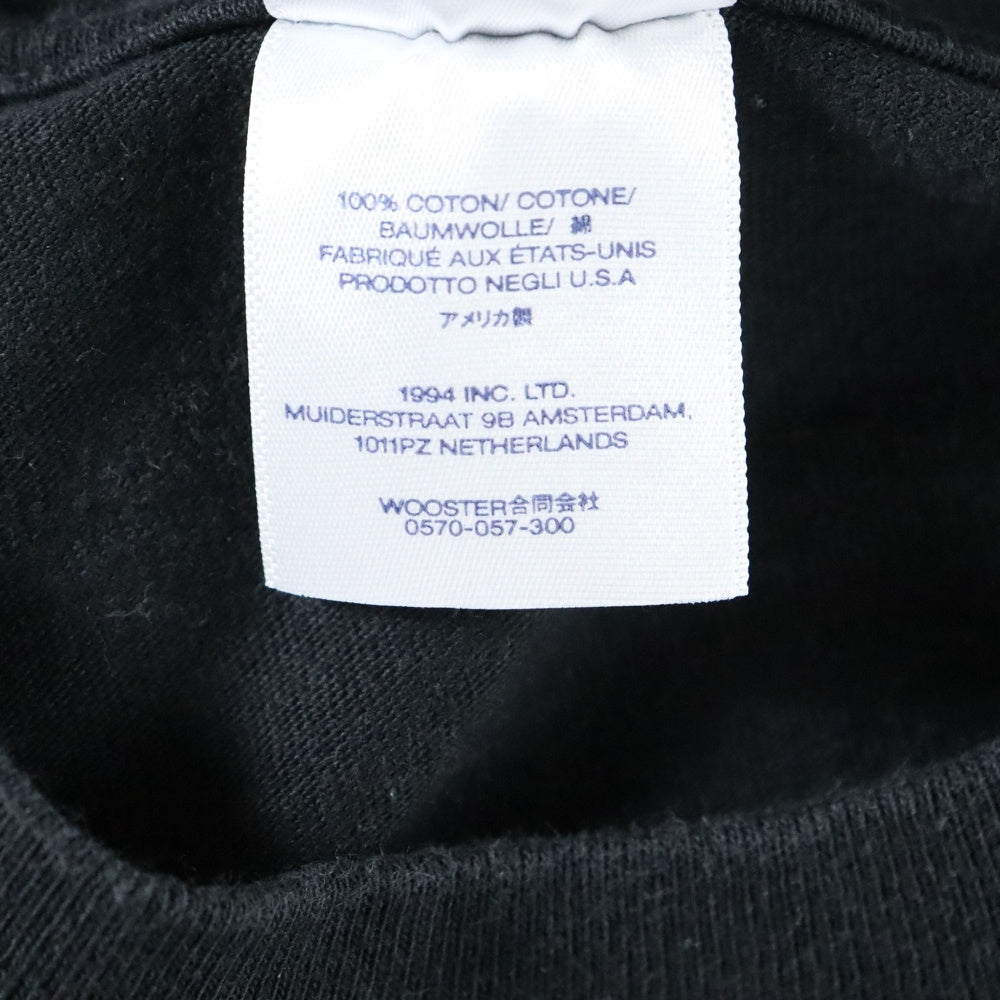 100% COTON/ COTONE/
BAUMWOLLE/ 綿
FABRIQUÉ AUX ÉTATS-UNIS
PRODOTTO NEGLI U.S.A
アメリカ製
1994 INC. LTD.
MUIDERSTRAAT 9B AMSTERDAM,
1011PZ NETHERLANDS
WOOSTER合同会社
0570-057-300